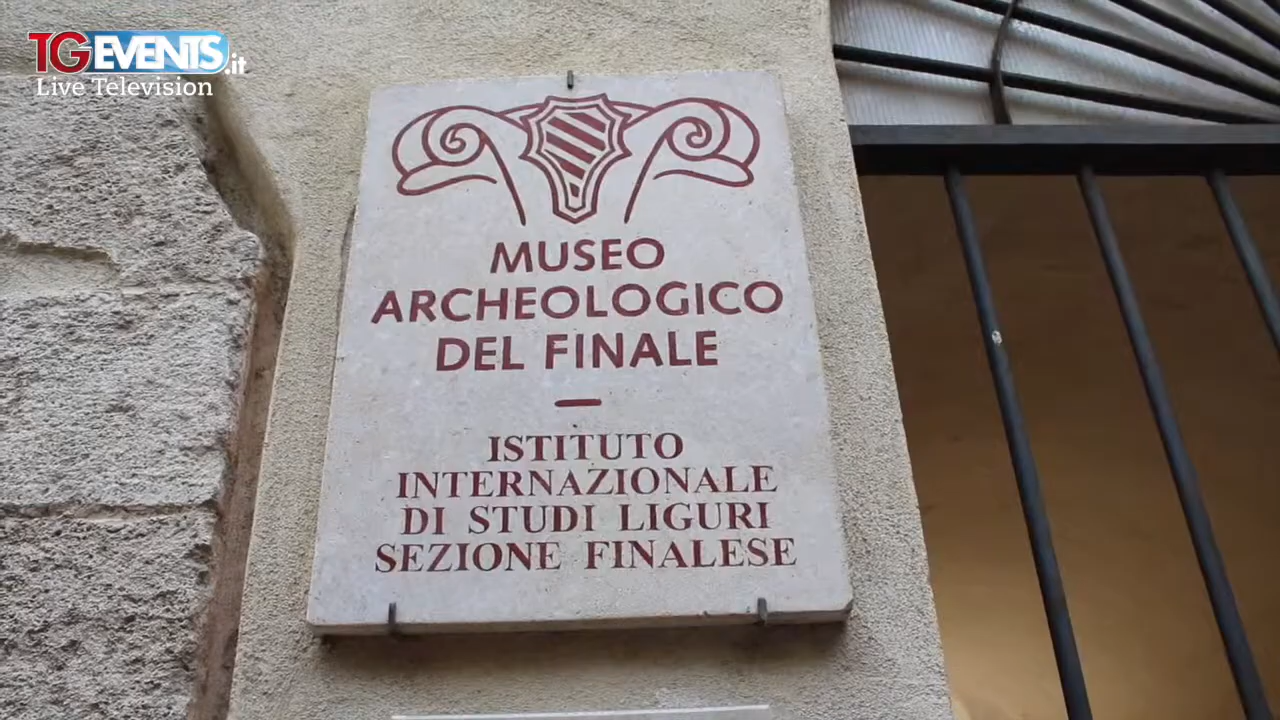 TGEVENTS.it
Live Television
MUSEO
ARCHEOLOGICO
DEL FINALE
ISTITUTO
INTERNAZIONALE
DI STUDI LIGURI
SEZIONE FINALESE